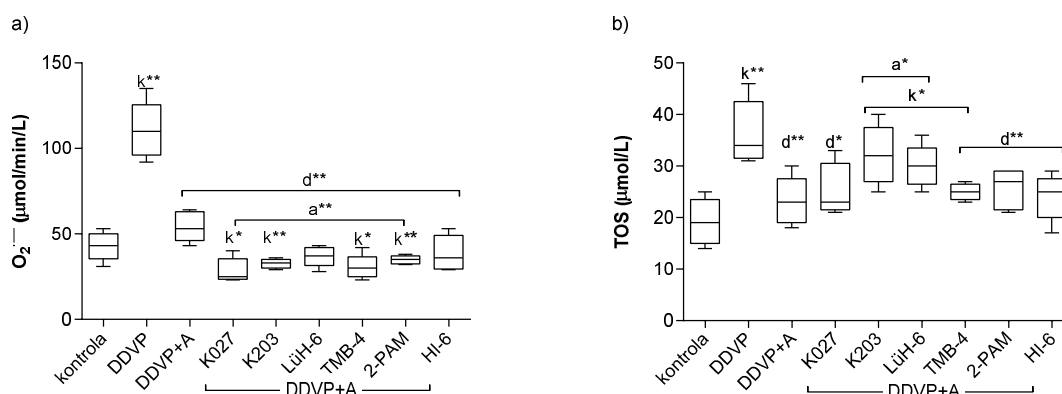 a)
O₂˙⁻ (µmol/min/L)
150
100
50
0
k**
d**
a**
k*
k**
k*
k**
kontrola
DDVP
DDVP+A
K027
K203
LüH-6
TMB-4
2-PAM
HI-6
DDVP+A
b)
TOS (µmol/L)
50
40
30
20
10
0
k**
a*
k*
d**
d*
d**
kontrola
DDVP
DDVP+A
K027
K203
LüH-6
TMB-4
2-PAM
HI-6
DDVP+A